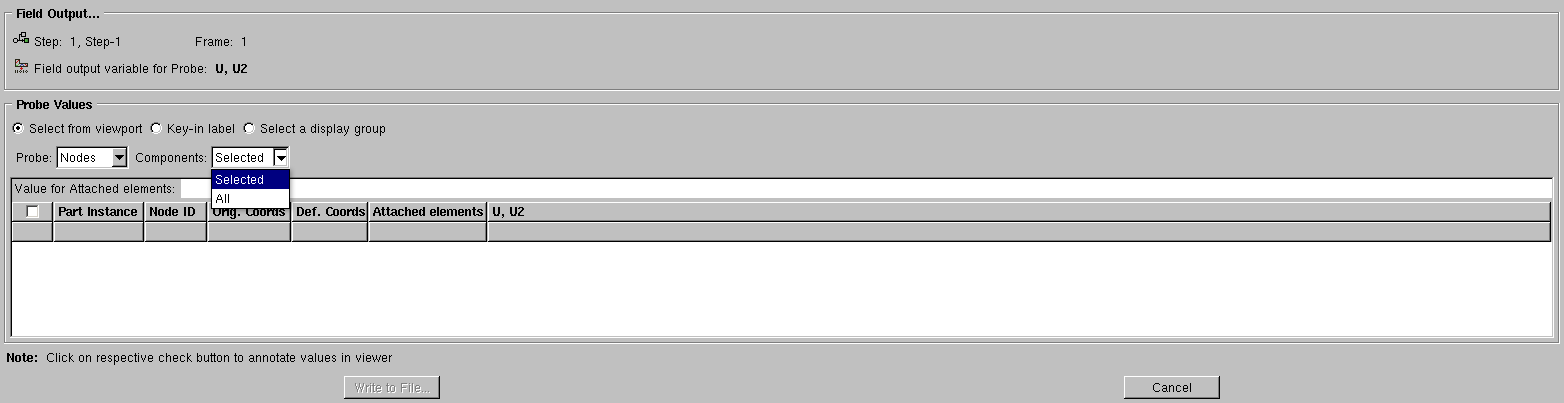 Field Output...
Step: 1, Step-1 Frame: 1
Field output variable for Probe: U, U2
Probe Values
Select from viewport Key-in label Select a display group
Probe: Nodes Components: Selected
Selected
All
Value for Attached elements:
Part Instance Node ID Orig. Coords Def. Coords Attached elements U, U2
Note: Click on respective check button to annotate values in viewer
Write to File... Cancel